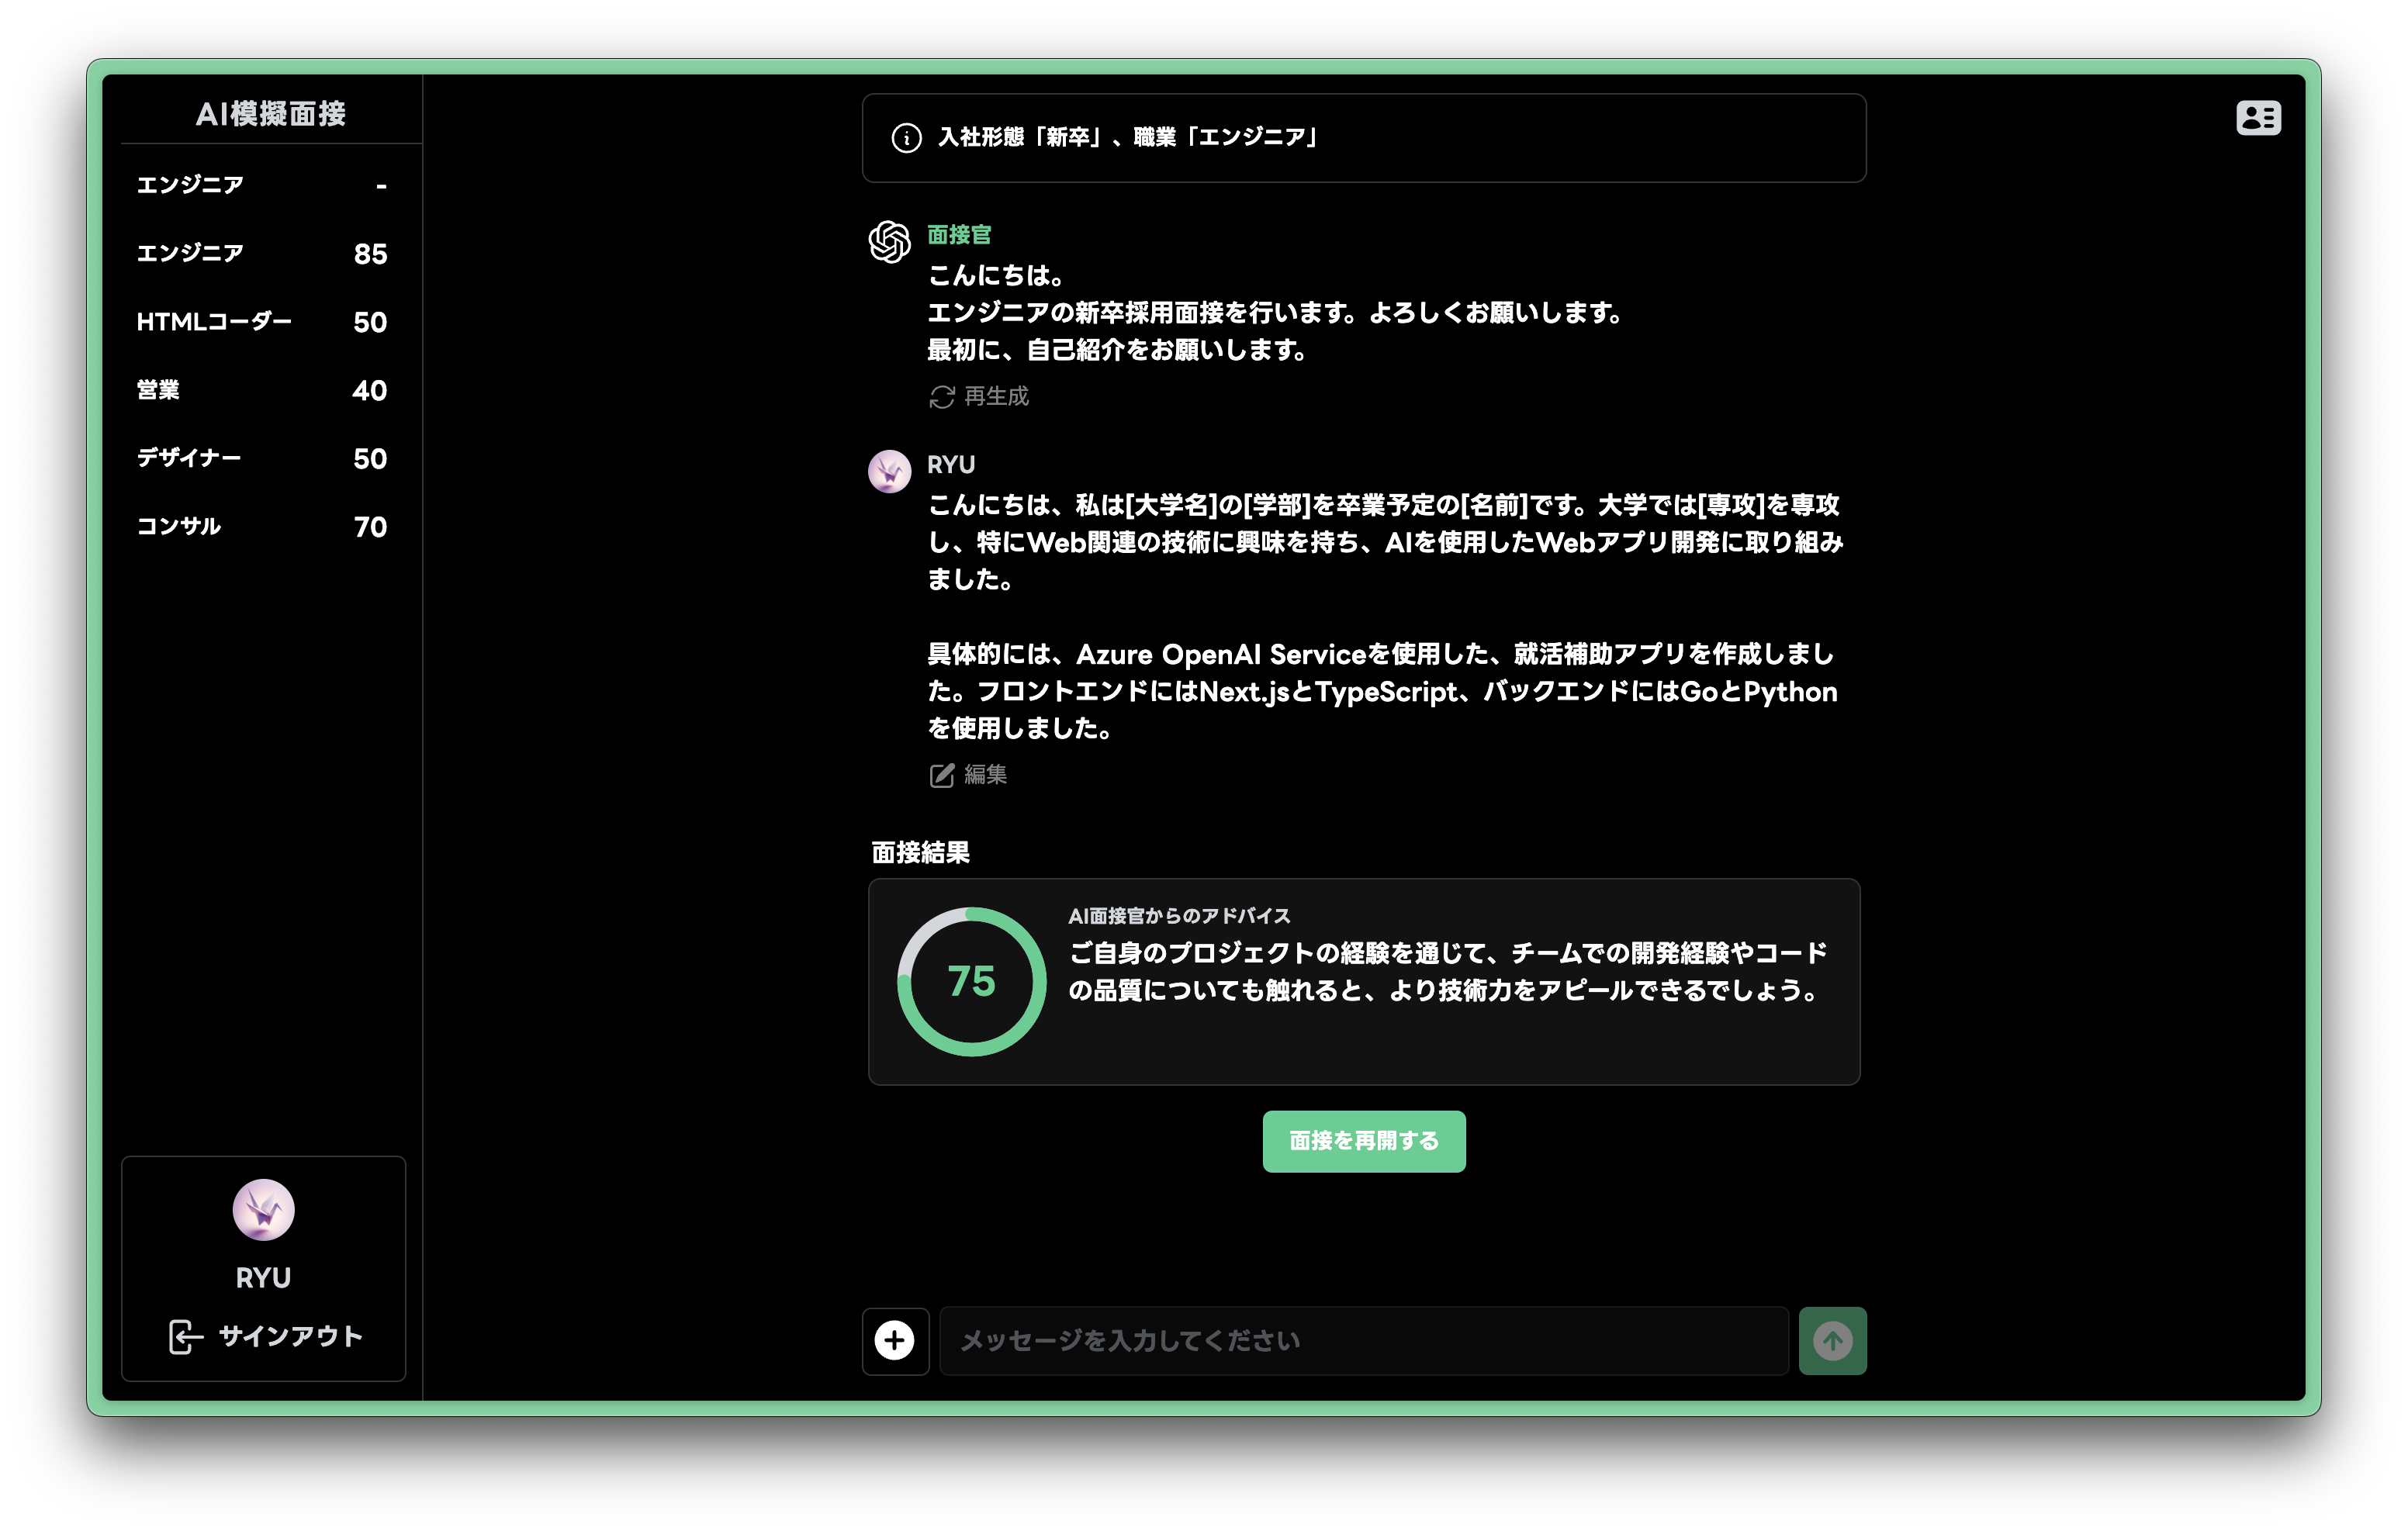 AI模擬面接
エンジニア -
エンジニア 85
HTMLコーダー 50
営業 40
デザイナー 50
コンサル 70
RYU
サインアウト
入社形態「新卒」、職業「エンジニア」
面接官
こんにちは。
エンジニアの新卒採用面接を行います。よろしくお願いします。
最初に、自己紹介をお願いします。
再生成
RYU
こんにちは、私は[大学名]の[学部]を卒業予定の[名前]です。大学では[専攻]を専攻
し、特にWeb関連の技術に興味を持ち、AIを使用したWebアプリ開発に取り組み
ました。
具体的には、Azure OpenAI Serviceを使用した、就活補助アプリを作成しまし
た。フロントエンドにはNext.jsとTypeScript、バックエンドにはGoとPython
を使用しました。
編集
面接結果
75
AI面接官からのアドバイス
ご自身のプロジェクトの経験を通じて、チームでの開発経験やコード
の品質についても触れると、より技術力をアピールできるでしょう。
面接を再開する
メッセージを入力してください